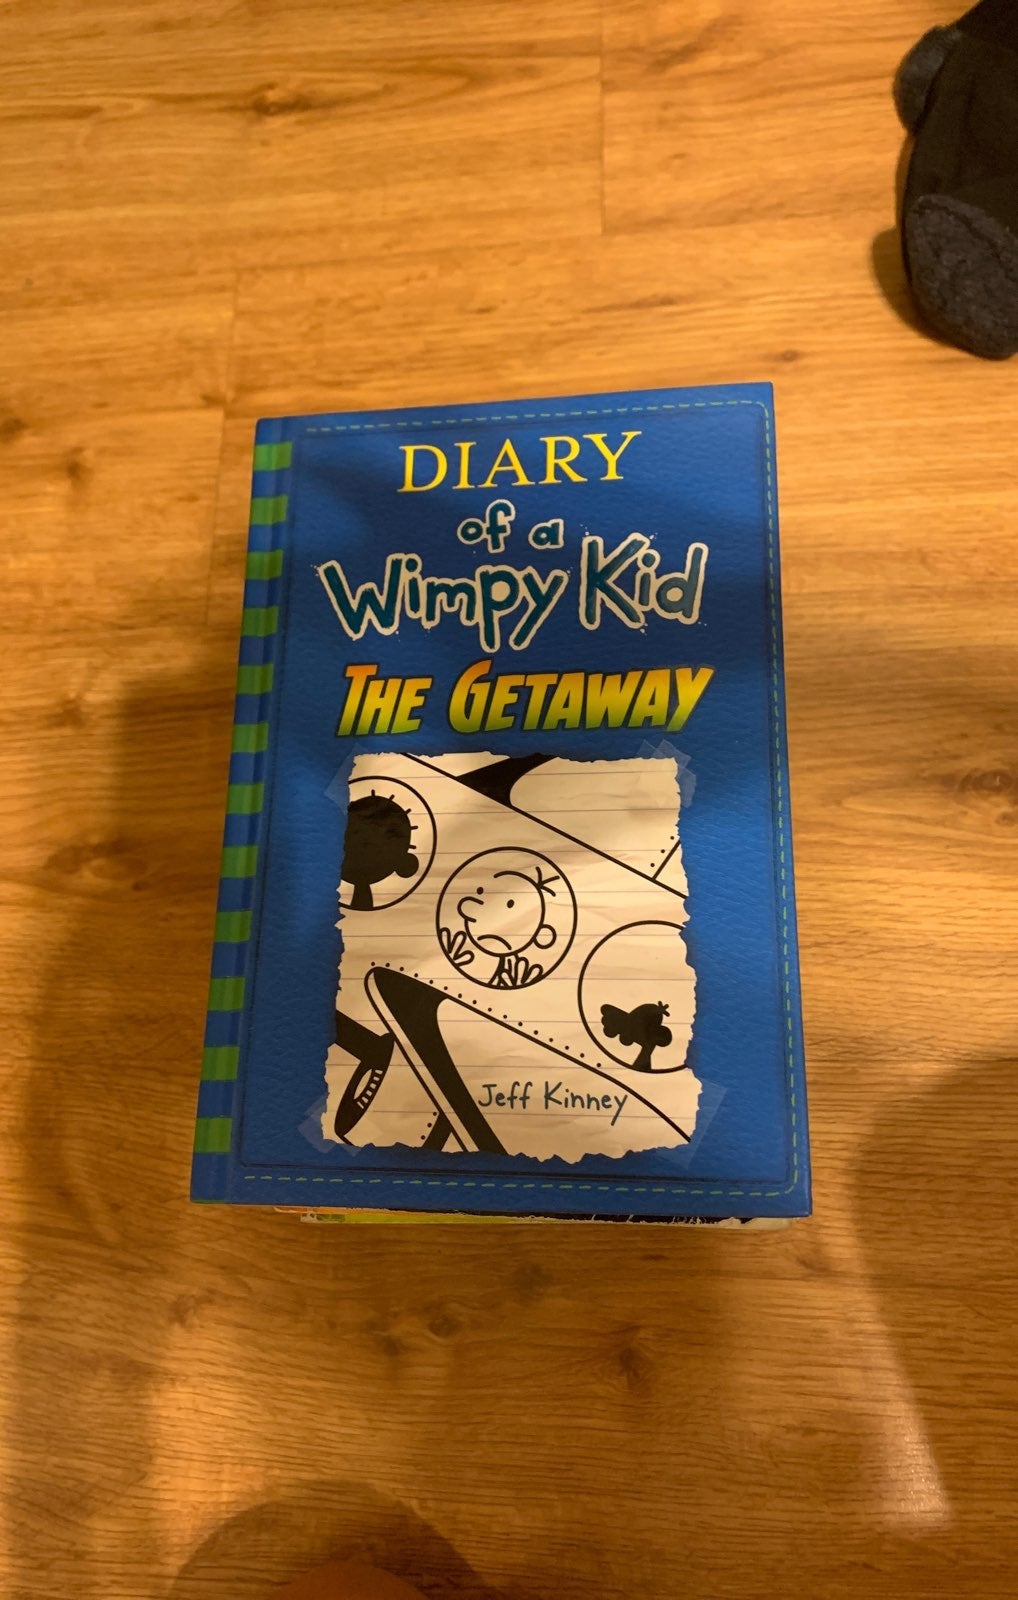 DIARY
of a
Wimpy Kid
THE GETAWAY
Jeff Kinney